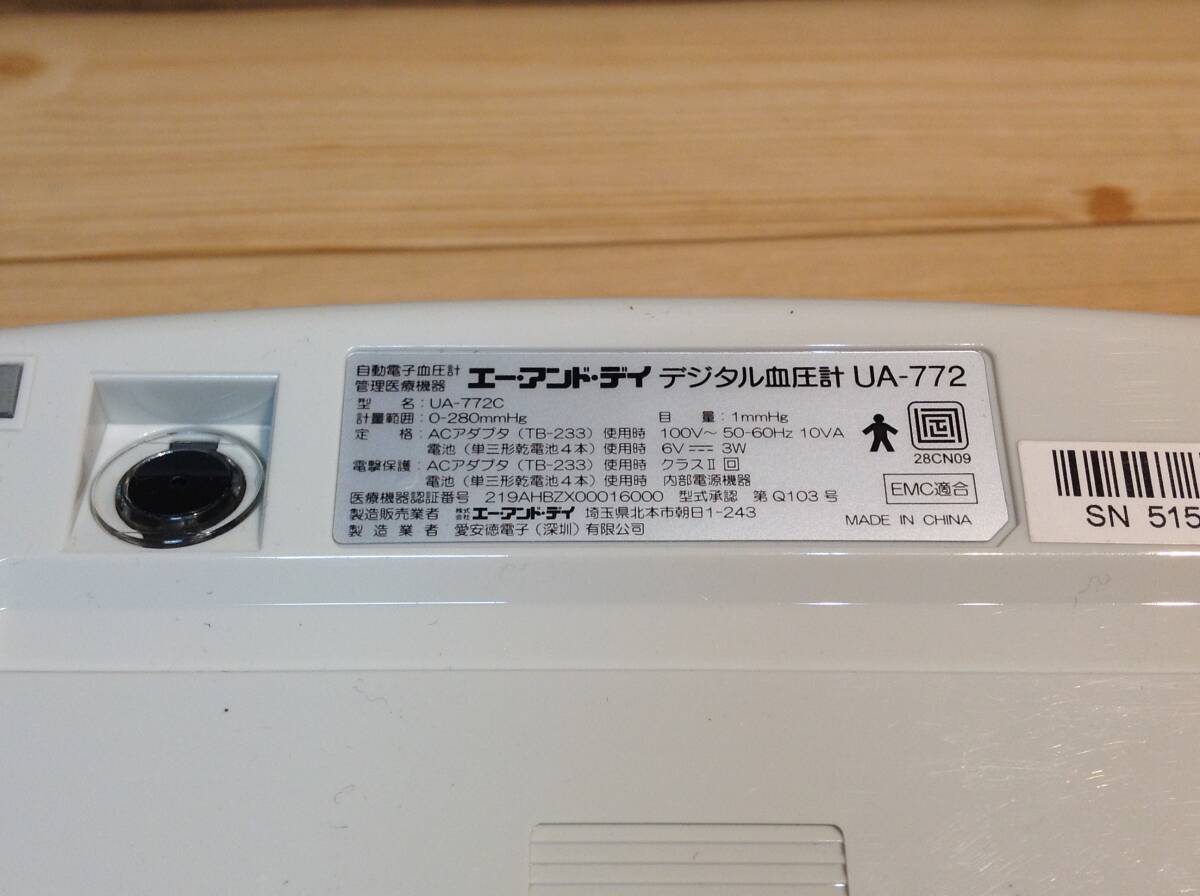 自動電子血圧計
管理医療機器
エー・アンド・デイ デジタル血圧計 UA-772
型 名:UA-772C
計量範囲:0-280mmHg 目 量:1mmHg
定 格:ACアダプタ(TB-233)使用時 100V~ 50-60Hz 10VA
電池(単三形乾電池4本)使用時 6V⎓ 3W
電撃保護:ACアダプタ(TB-233)使用時 クラスⅡ 回
電池(単三形乾電池4本)使用時 内部電源機器
医療機器認証番号 219AHBZX00016000 型式承認 第Q103号
製造販売業者 株式会社エー・アンド・デイ 埼玉県北本市朝日1-243
製造業者 愛安徳電子(深圳)有限公司
28CN09
EMC適合
MADE IN CHINA
SN 515